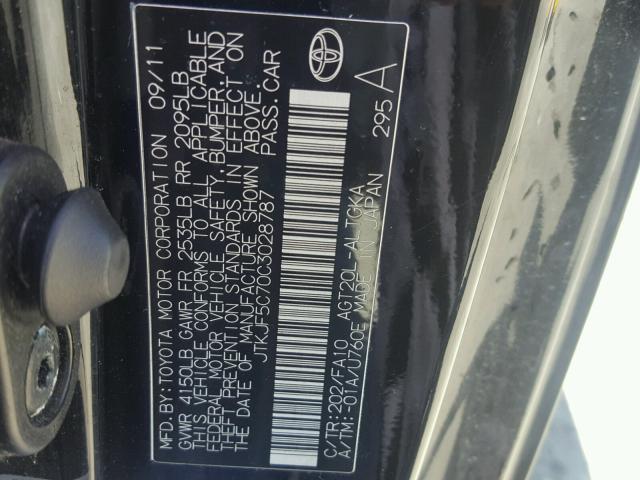 MFD.BY:TOYOTA MOTOR CORPORATION 09/11
GVWR 4150LB GAWR FR 2535LB RR 2095LB
THIS VEHICLE CONFORMS TO ALL APPLICABLE
FEDERAL MOTOR VEHICLE SAFETY, BUMPER, AND
THEFT PREVENTION STANDARDS IN EFFECT ON
THE DATE OF MANUFACTURE SHOWN ABOVE.
JTKJF5C70C3028787 PASS.CAR
C/TR:202/FA10 AGT20L-ALTGKA
A/TM:-01A/U760E MADE IN JAPAN 295 A